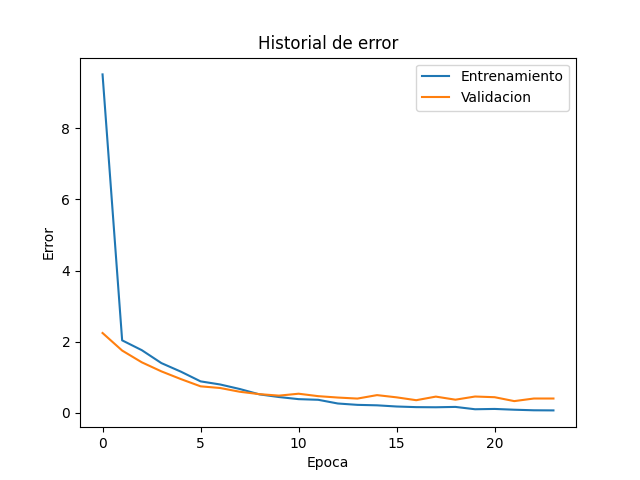 Historial de error
Entrenamiento
Validacion
Error
8
6
4
2
0
0 5 10 15 20
Epoca